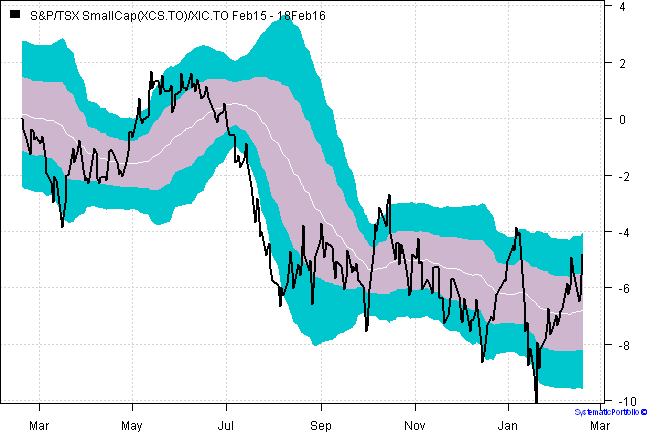 S&P/TSX SmallCap(XCS.TO)/XIC.TO Feb15 - 18Feb16
4
2
0
-2
-4
-6
-8
-10
SystematicPortfolio ©
Mar May Jul Sep Nov Jan Mar